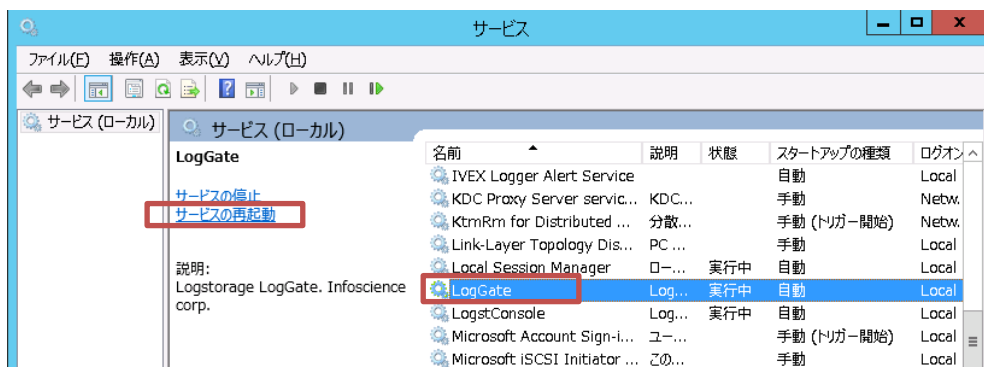 サービス
ファイル(F) 操作(A) 表示(V) ヘルプ(H)
サービス (ローカル)
サービス (ローカル)
LogGate
サービスの停止
サービスの再起動
説明:
Logstorage LogGate. Infoscience
corp.
名前 説明 状態 スタートアップの種類 ログオン
IVEX Logger Alert Service 自動 Local
KDC Proxy Server servic... KDC... 手動 Netw.
KtmRm for Distributed ... 分散... 手動 (トリガー開始) Netw.
Link-Layer Topology Dis... PC ... 手動 Local
Local Session Manager ロー... 実行中 自動 Local
LogGate Log... 実行中 自動 Local
LogstConsole Log... 実行中 自動 Local
Microsoft Account Sign-i... ユー... 手動 (トリガー開始) Local
Microsoft iSCSI Initiator ... この... 手動 Local